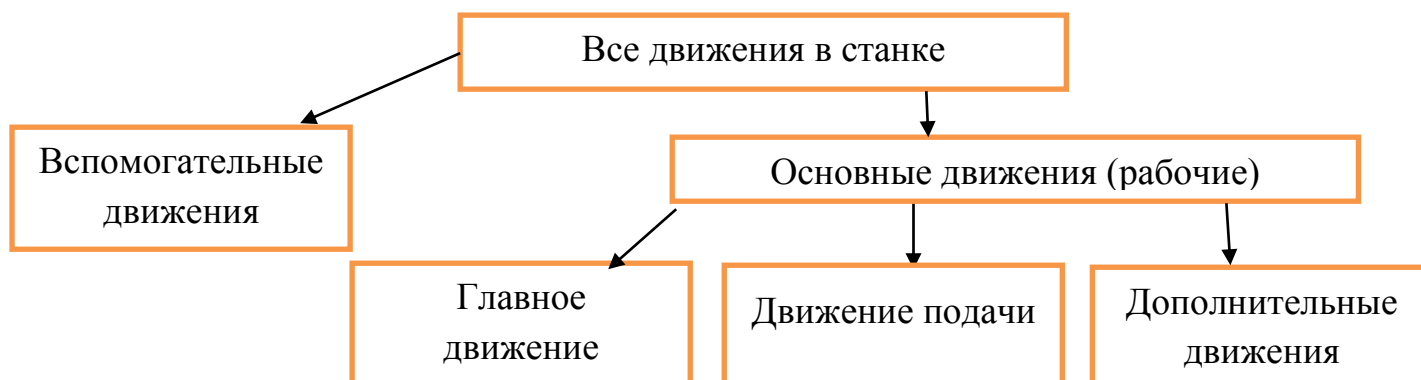 Все движения в станке
Вспомогательные
движения
Основные движения (рабочие)
Главное
движение
Движение подачи
Дополнительные
движения